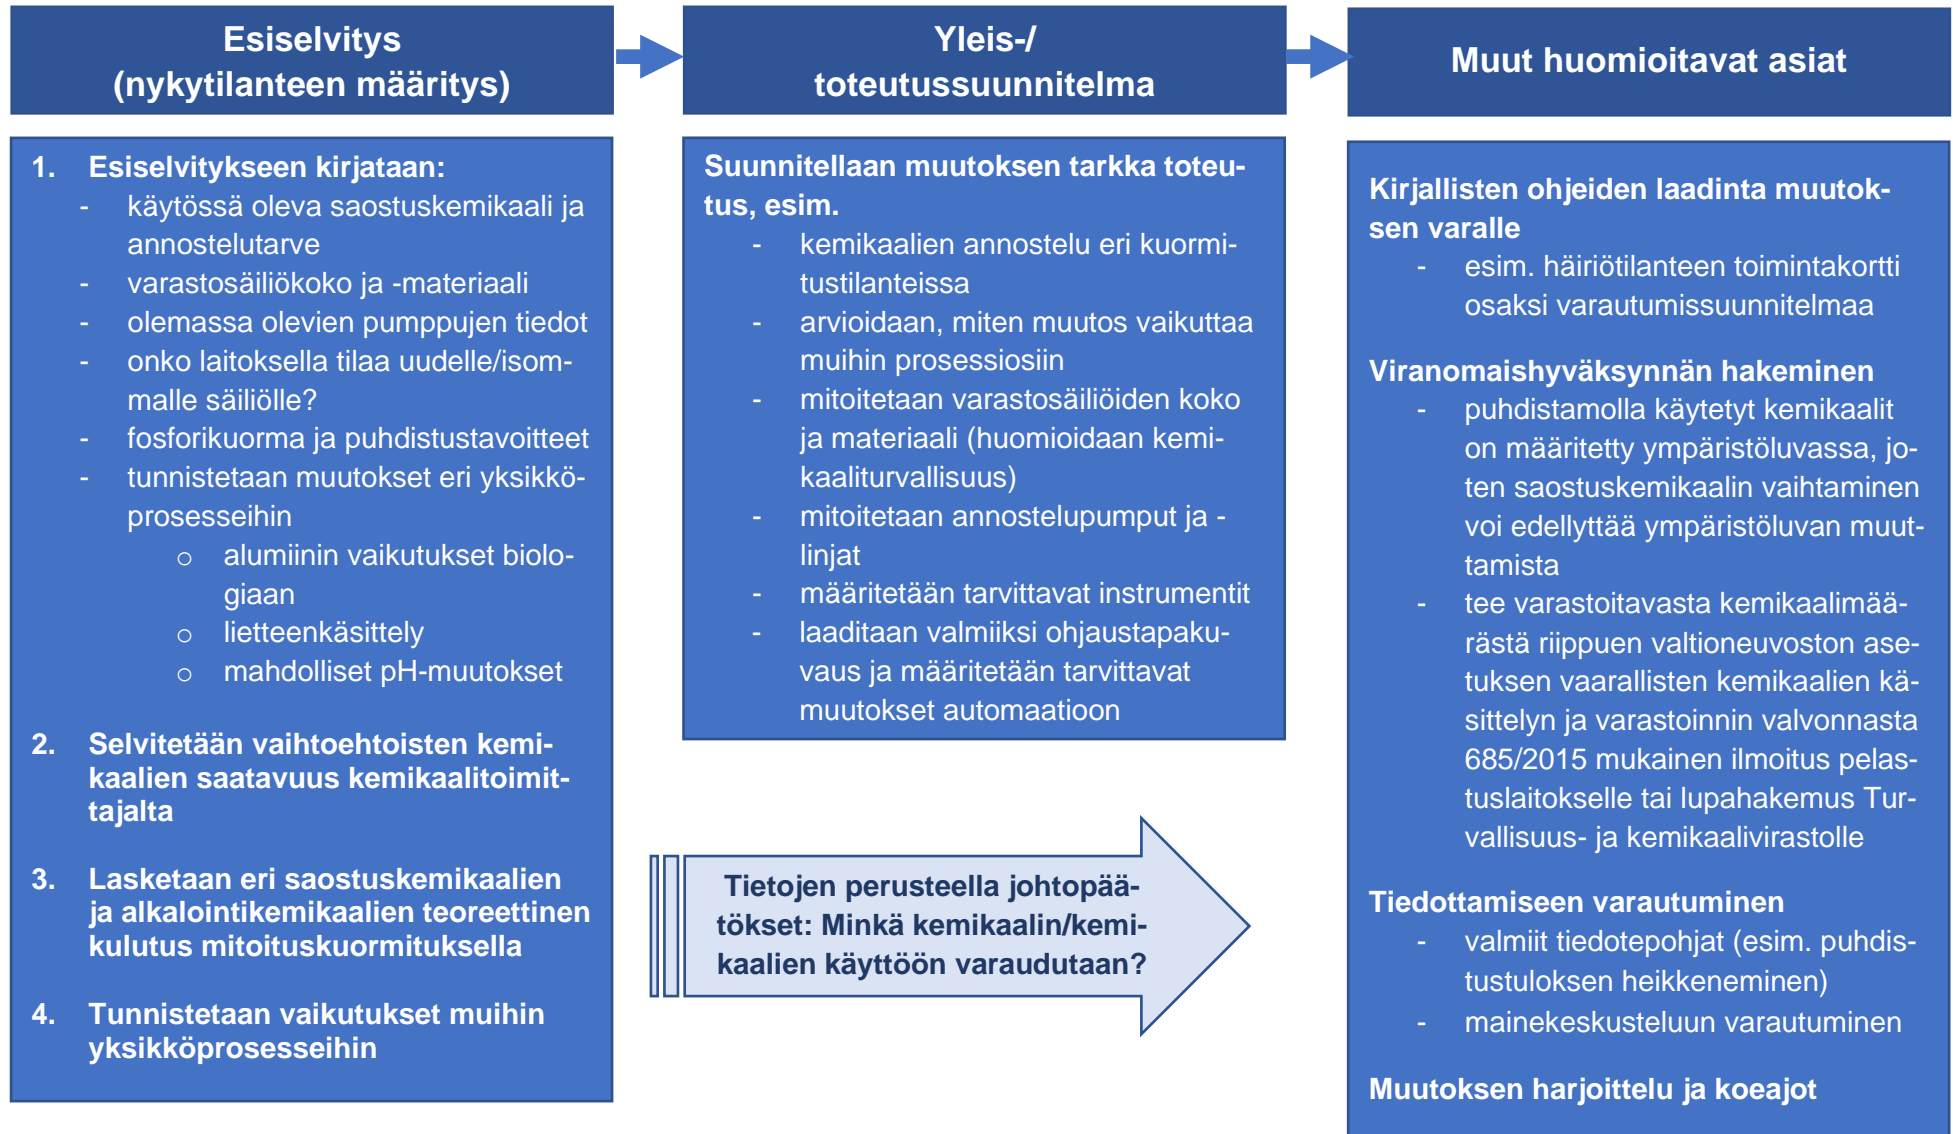 Esiselvitys
(nykytilanteen määritys)
Yleis-/
toteutussuunnitelma
Muut huomioitavat asiat
1. Esiselvitykseen kirjataan:
- käytössä oleva saostuskemikaali ja
annostelutarve
- varastosäiliökoko ja -materiaali
- olemassa olevien pumppujen tiedot
- onko laitoksella tilaa uudelle/isom-
malle säiliölle?
- fosforikuorma ja puhdistustavoitteet
- tunnistetaan muutokset eri yksikkö-
prosesseihin
o alumiinin vaikutukset biolo-
giaan
o lietteenkäsittely
o mahdolliset pH-muutokset
2. Selvitetään vaihtoehtoisten kemi-
kaalien saatavuus kemikaalitoimit-
tajalta
3. Lasketaan eri saostuskemikaalien
ja alkalointikemikaalien teoreettinen
kulutus mitoituskuormituksella
4. Tunnistetaan vaikutukset muihin
yksikköprosesseihin
Suunnitellaan muutoksen tarkka toteu-
tus, esim.
- kemikaalien annostelu eri kuormi-
tustilanteissa
- arvioidaan, miten muutos vaikuttaa
muihin prosessiosiin
- mitoitetaan varastosäiliöiden koko
ja materiaali (huomioidaan kemi-
kaaliturvallisuus)
- mitoitetaan annostelupumput ja -
linjat
- määritetään tarvittavat instrumentit
- laaditaan valmiiksi ohjaustapaku-
vaus ja määritetään tarvittavat
muutokset automaatioon
Tietojen perusteella johtopää-
tökset: Minkä kemikaalin/kemi-
kaalien käyttöön varaudutaan?
Kirjallisten ohjeiden laadinta muutok-
sen varalle
- esim. häiriötilanteen toimintakortti
osaksi varautumissuunnitelmaa
Viranomaishyväksynnän hakeminen
- puhdistamolla käytetyt kemikaalit
on määritetty ympäristöluvassa, jo-
ten saostuskemikaalin vaihtaminen
voi edellyttää ympäristöluvan muut-
tamista
- tee varastoitavasta kemikaalimää-
rästä riippuen valtioneuvoston ase-
tuksen vaarallisten kemikaalien kä-
sittelyn ja varastoinnin valvonnasta
685/2015 mukainen ilmoitus pelas-
tuslaitokselle tai lupahakemus Tur-
vallisuus- ja kemikaalivirastolle
Tiedottamiseen varautuminen
- valmiit tiedotepohjat (esim. puhdis-
tustuloksen heikkeneminen)
- mainekeskusteluun varautuminen
Muutoksen harjoittelu ja koeajot